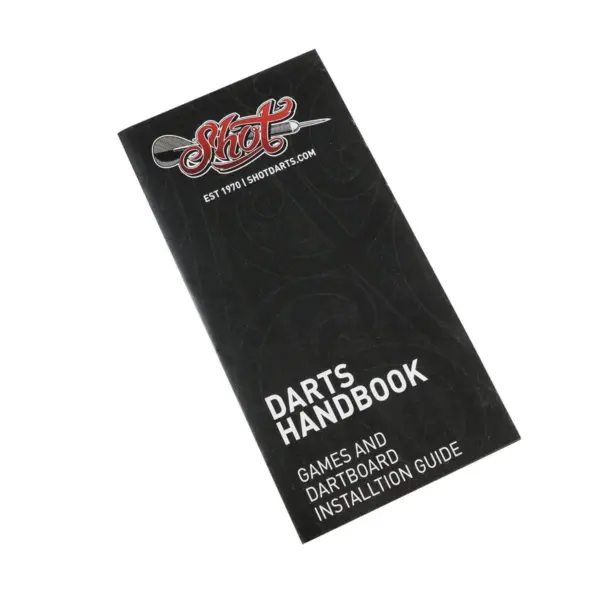 Shot
EST 1970 | SHOTDARTS.COM
DARTS
HANDBOOK
GAMES AND
DARTBOARD
INSTALLTION GUIDE